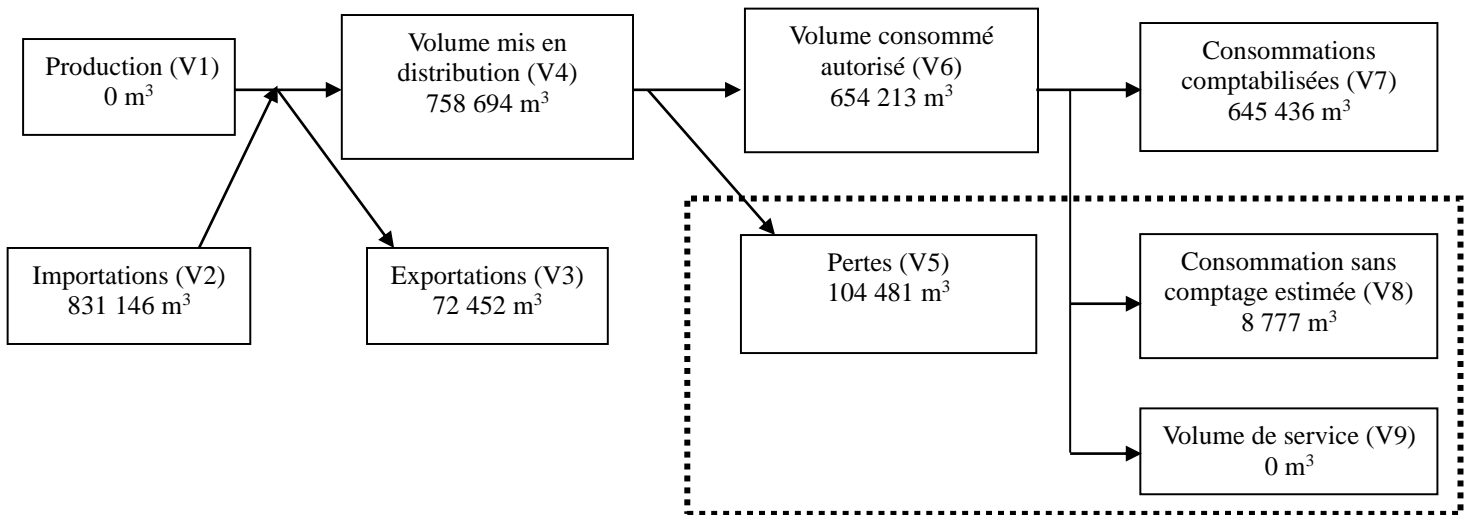 Production (V1)
0 m³
Volume mis en
distribution (V4)
758 694 m³
Volume consommé
autorisé (V6)
654 213 m³
Consommations
comptabilisées (V7)
645 436 m³
Importations (V2)
831 146 m³
Exportations (V3)
72 452 m³
Pertes (V5)
104 481 m³
Consommation sans
comptage estimée (V8)
8 777 m³
Volume de service (V9)
0 m³